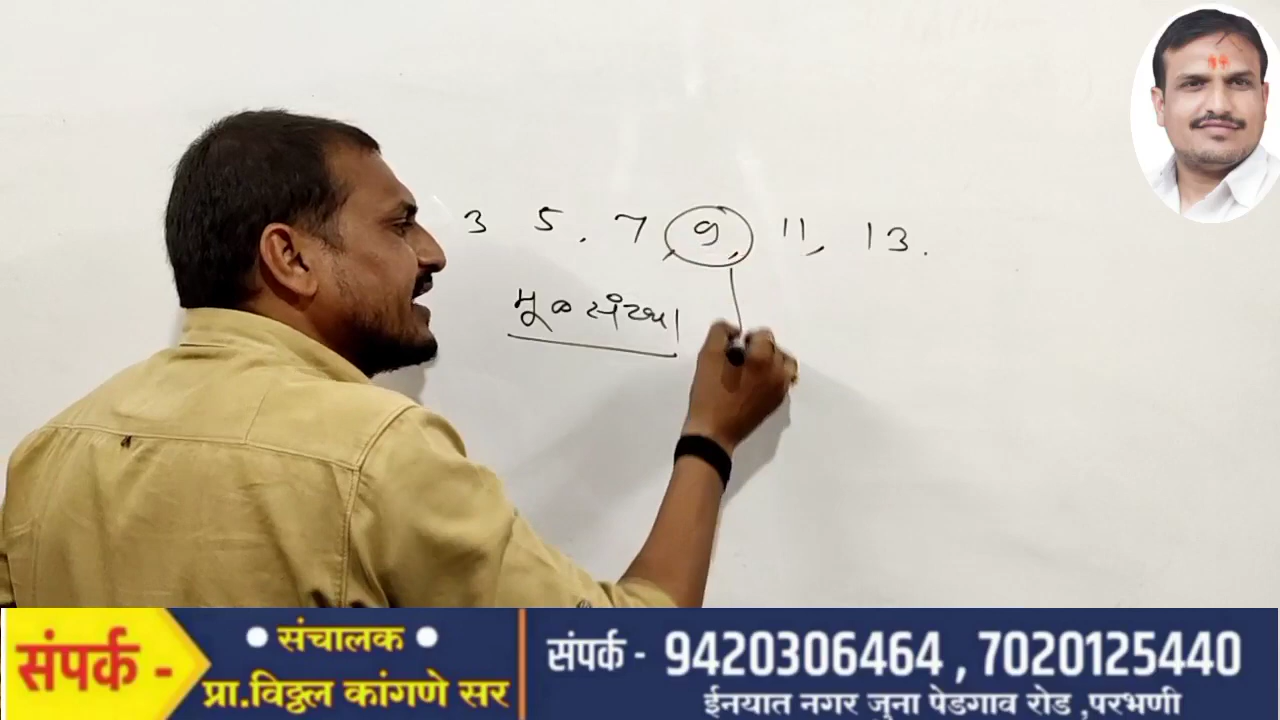 3 5, 7, 9, 11, 13.
मूळ संख्या
संपर्क -
• संचालक •
प्रा.विठ्ठल कांगणे सर
संपर्क - 9420306464 , 7020125440
ईनयात नगर जुना पेडगाव रोड ,परभणी